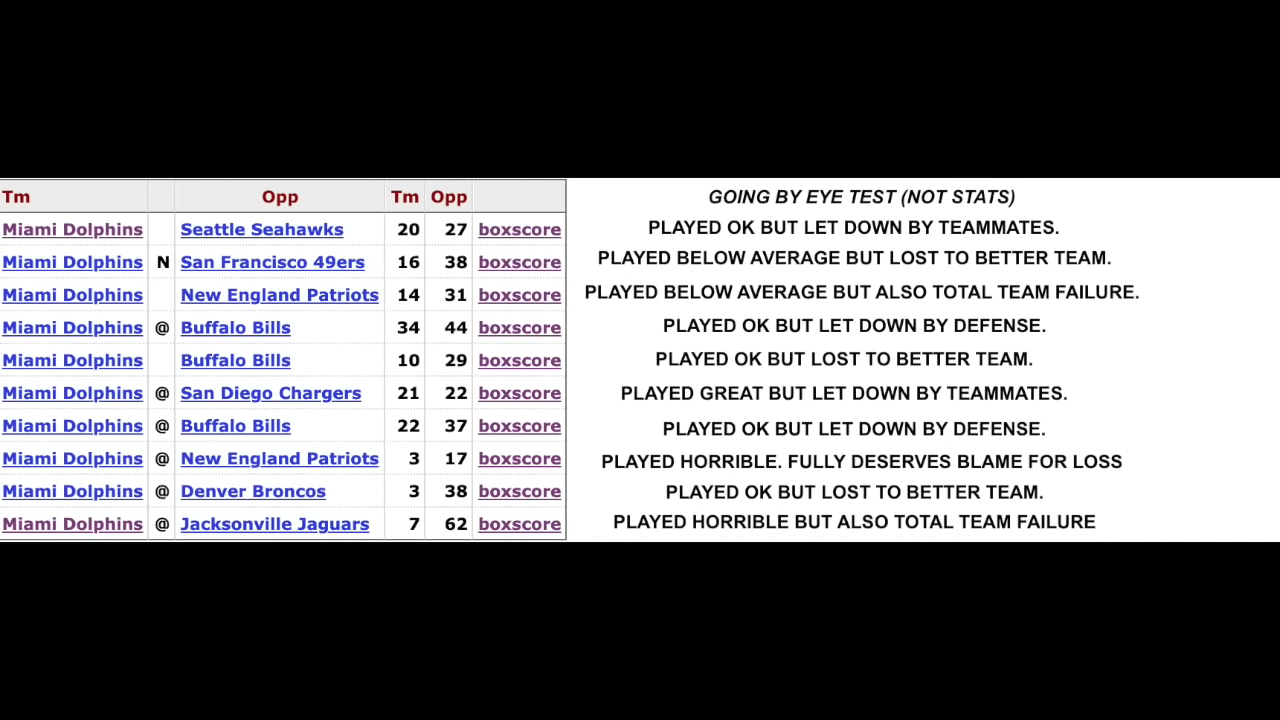 Tm Opp Tm Opp GOING BY EYE TEST (NOT STATS)
Miami Dolphins Seattle Seahawks 20 27 boxscore PLAYED OK BUT LET DOWN BY TEAMMATES.
Miami Dolphins N San Francisco 49ers 16 38 boxscore PLAYED BELOW AVERAGE BUT LOST TO BETTER TEAM.
Miami Dolphins New England Patriots 14 31 boxscore PLAYED BELOW AVERAGE BUT ALSO TOTAL TEAM FAILURE.
Miami Dolphins @ Buffalo Bills 34 44 boxscore PLAYED OK BUT LET DOWN BY DEFENSE.
Miami Dolphins Buffalo Bills 10 29 boxscore PLAYED OK BUT LOST TO BETTER TEAM.
Miami Dolphins @ San Diego Chargers 21 22 boxscore PLAYED GREAT BUT LET DOWN BY TEAMMATES.
Miami Dolphins @ Buffalo Bills 22 37 boxscore PLAYED OK BUT LET DOWN BY DEFENSE.
Miami Dolphins @ New England Patriots 3 17 boxscore PLAYED HORRIBLE. FULLY DESERVES BLAME FOR LOSS
Miami Dolphins @ Denver Broncos 3 38 boxscore PLAYED OK BUT LOST TO BETTER TEAM.
Miami Dolphins @ Jacksonville Jaguars 7 62 boxscore PLAYED HORRIBLE BUT ALSO TOTAL TEAM FAILURE